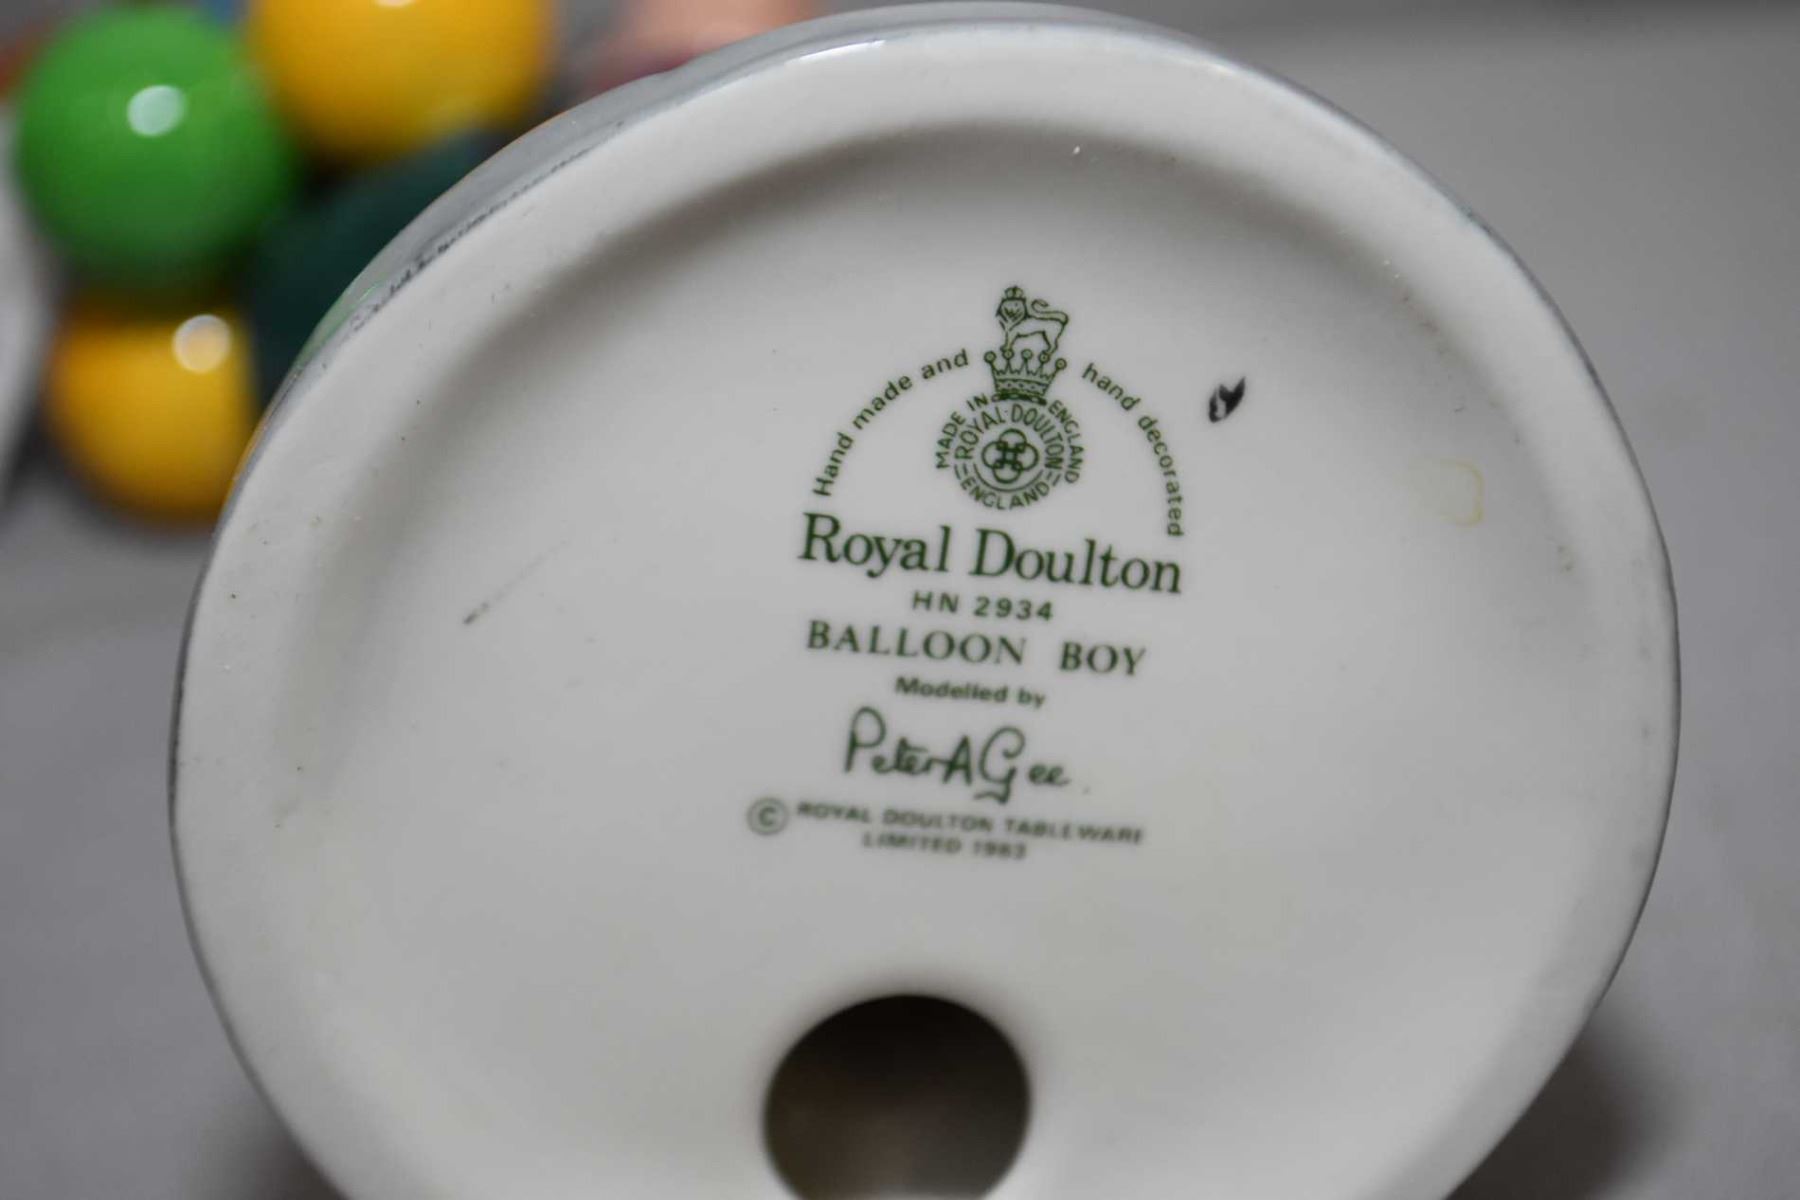 Hand made and hand decorated
MADE IN ENGLAND
ROYAL·DOULTON
ENGLAND
Royal Doulton
HN 2934
BALLOON BOY
Modelled by
Peter A Gee
© ROYAL DOULTON TABLEWARE
LIMITED 1983